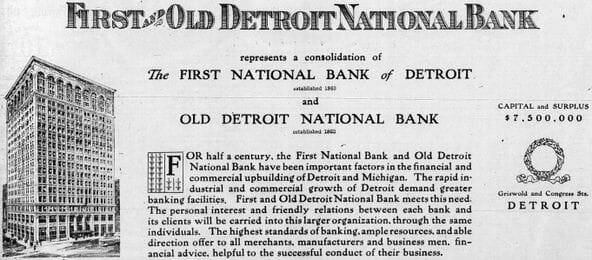 FIRST AND OLD DETROIT NATIONAL BANK
represents a consolidation of
The FIRST NATIONAL BANK of DETROIT
established 1863
and
OLD DETROIT NATIONAL BANK
CAPITAL and SURPLUS
$7,500,000
Griswold and Congress Sts.
DETROIT
FOR half a century, the First National Bank and Old Detroit
National Bank have been important factors in the financial and
commercial upbuilding of Detroit and Michigan. The rapid in-
dustrial and commercial growth of Detroit demand greater
banking facilities. First and Old Detroit National Bank meets this need.
The personal interest and friendly relations between each bank and
its clients will be carried into this larger organization, through the same
individuals. The highest standards of banking, ample resources, and able
direction offer to all merchants, manufacturers and business men, fin-
ancial advice, helpful to the successful conduct of their business.